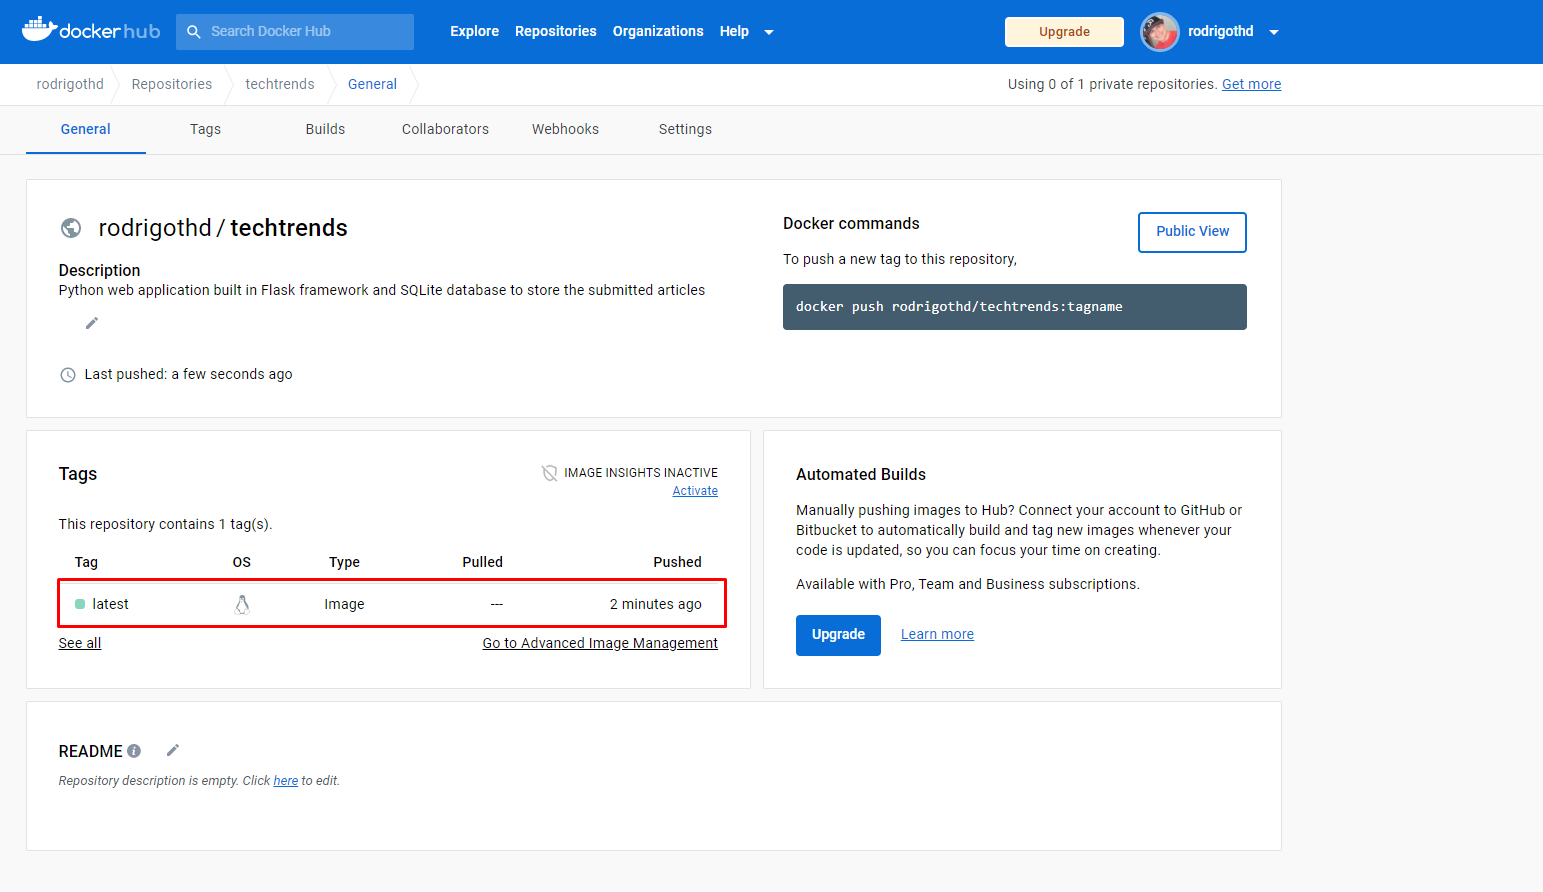 docker hub
Search Docker Hub
Explore
Repositories
Organizations
Help
Upgrade
rodrigothd
rodrigothd
Repositories
techtrends
General
Using 0 of 1 private repositories. Get more
General
Tags
Builds
Collaborators
Webhooks
Settings
rodrigothd / techtrends
Description
Python web application built in Flask framework and SQLite database to store the submitted articles
Last pushed: a few seconds ago
Docker commands
Public View
To push a new tag to this repository,
docker push rodrigothd/techtrends:tagname
Tags
IMAGE INSIGHTS INACTIVE
Activate
This repository contains 1 tag(s).
Tag OS Type Pulled Pushed
latest Image --- 2 minutes ago
See all
Go to Advanced Image Management
Automated Builds
Manually pushing images to Hub? Connect your account to GitHub or
Bitbucket to automatically build and tag new images whenever your
code is updated, so you can focus your time on creating.
Available with Pro, Team and Business subscriptions.
Upgrade
Learn more
README
Repository description is empty. Click here to edit.